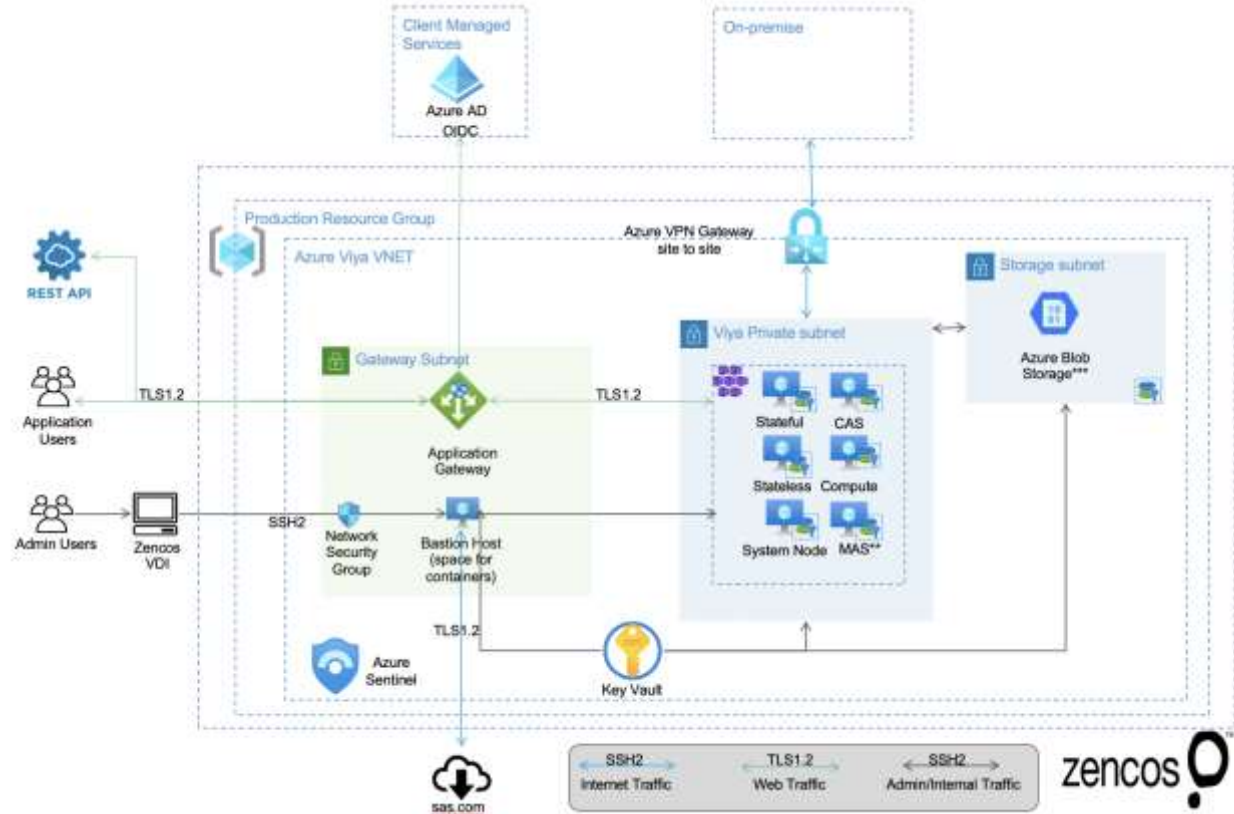 Client Managed
Services
Azure AD
OIDC
On-premise
Production Resource Group
Azure Viya VNET
Azure VPN Gateway
site to site
Storage subnet
Azure Blob
Storage***
REST API
Gateway Subnet
Viya Private subnet
TLS1.2
TLS1.2
Application
Users
Application
Gateway
Stateful
CAS
Stateless
Compute
System Node
MAS**
Admin Users
Zencos
VDI
SSH2
Network
Security
Group
Bastion Host
(space for
containers)
TLS1.2
Azure
Sentinel
Key Vault
sas.com
SSH2
Internet Traffic
TLS1.2
Web Traffic
SSH2
Admin/Internal Traffic
zencos